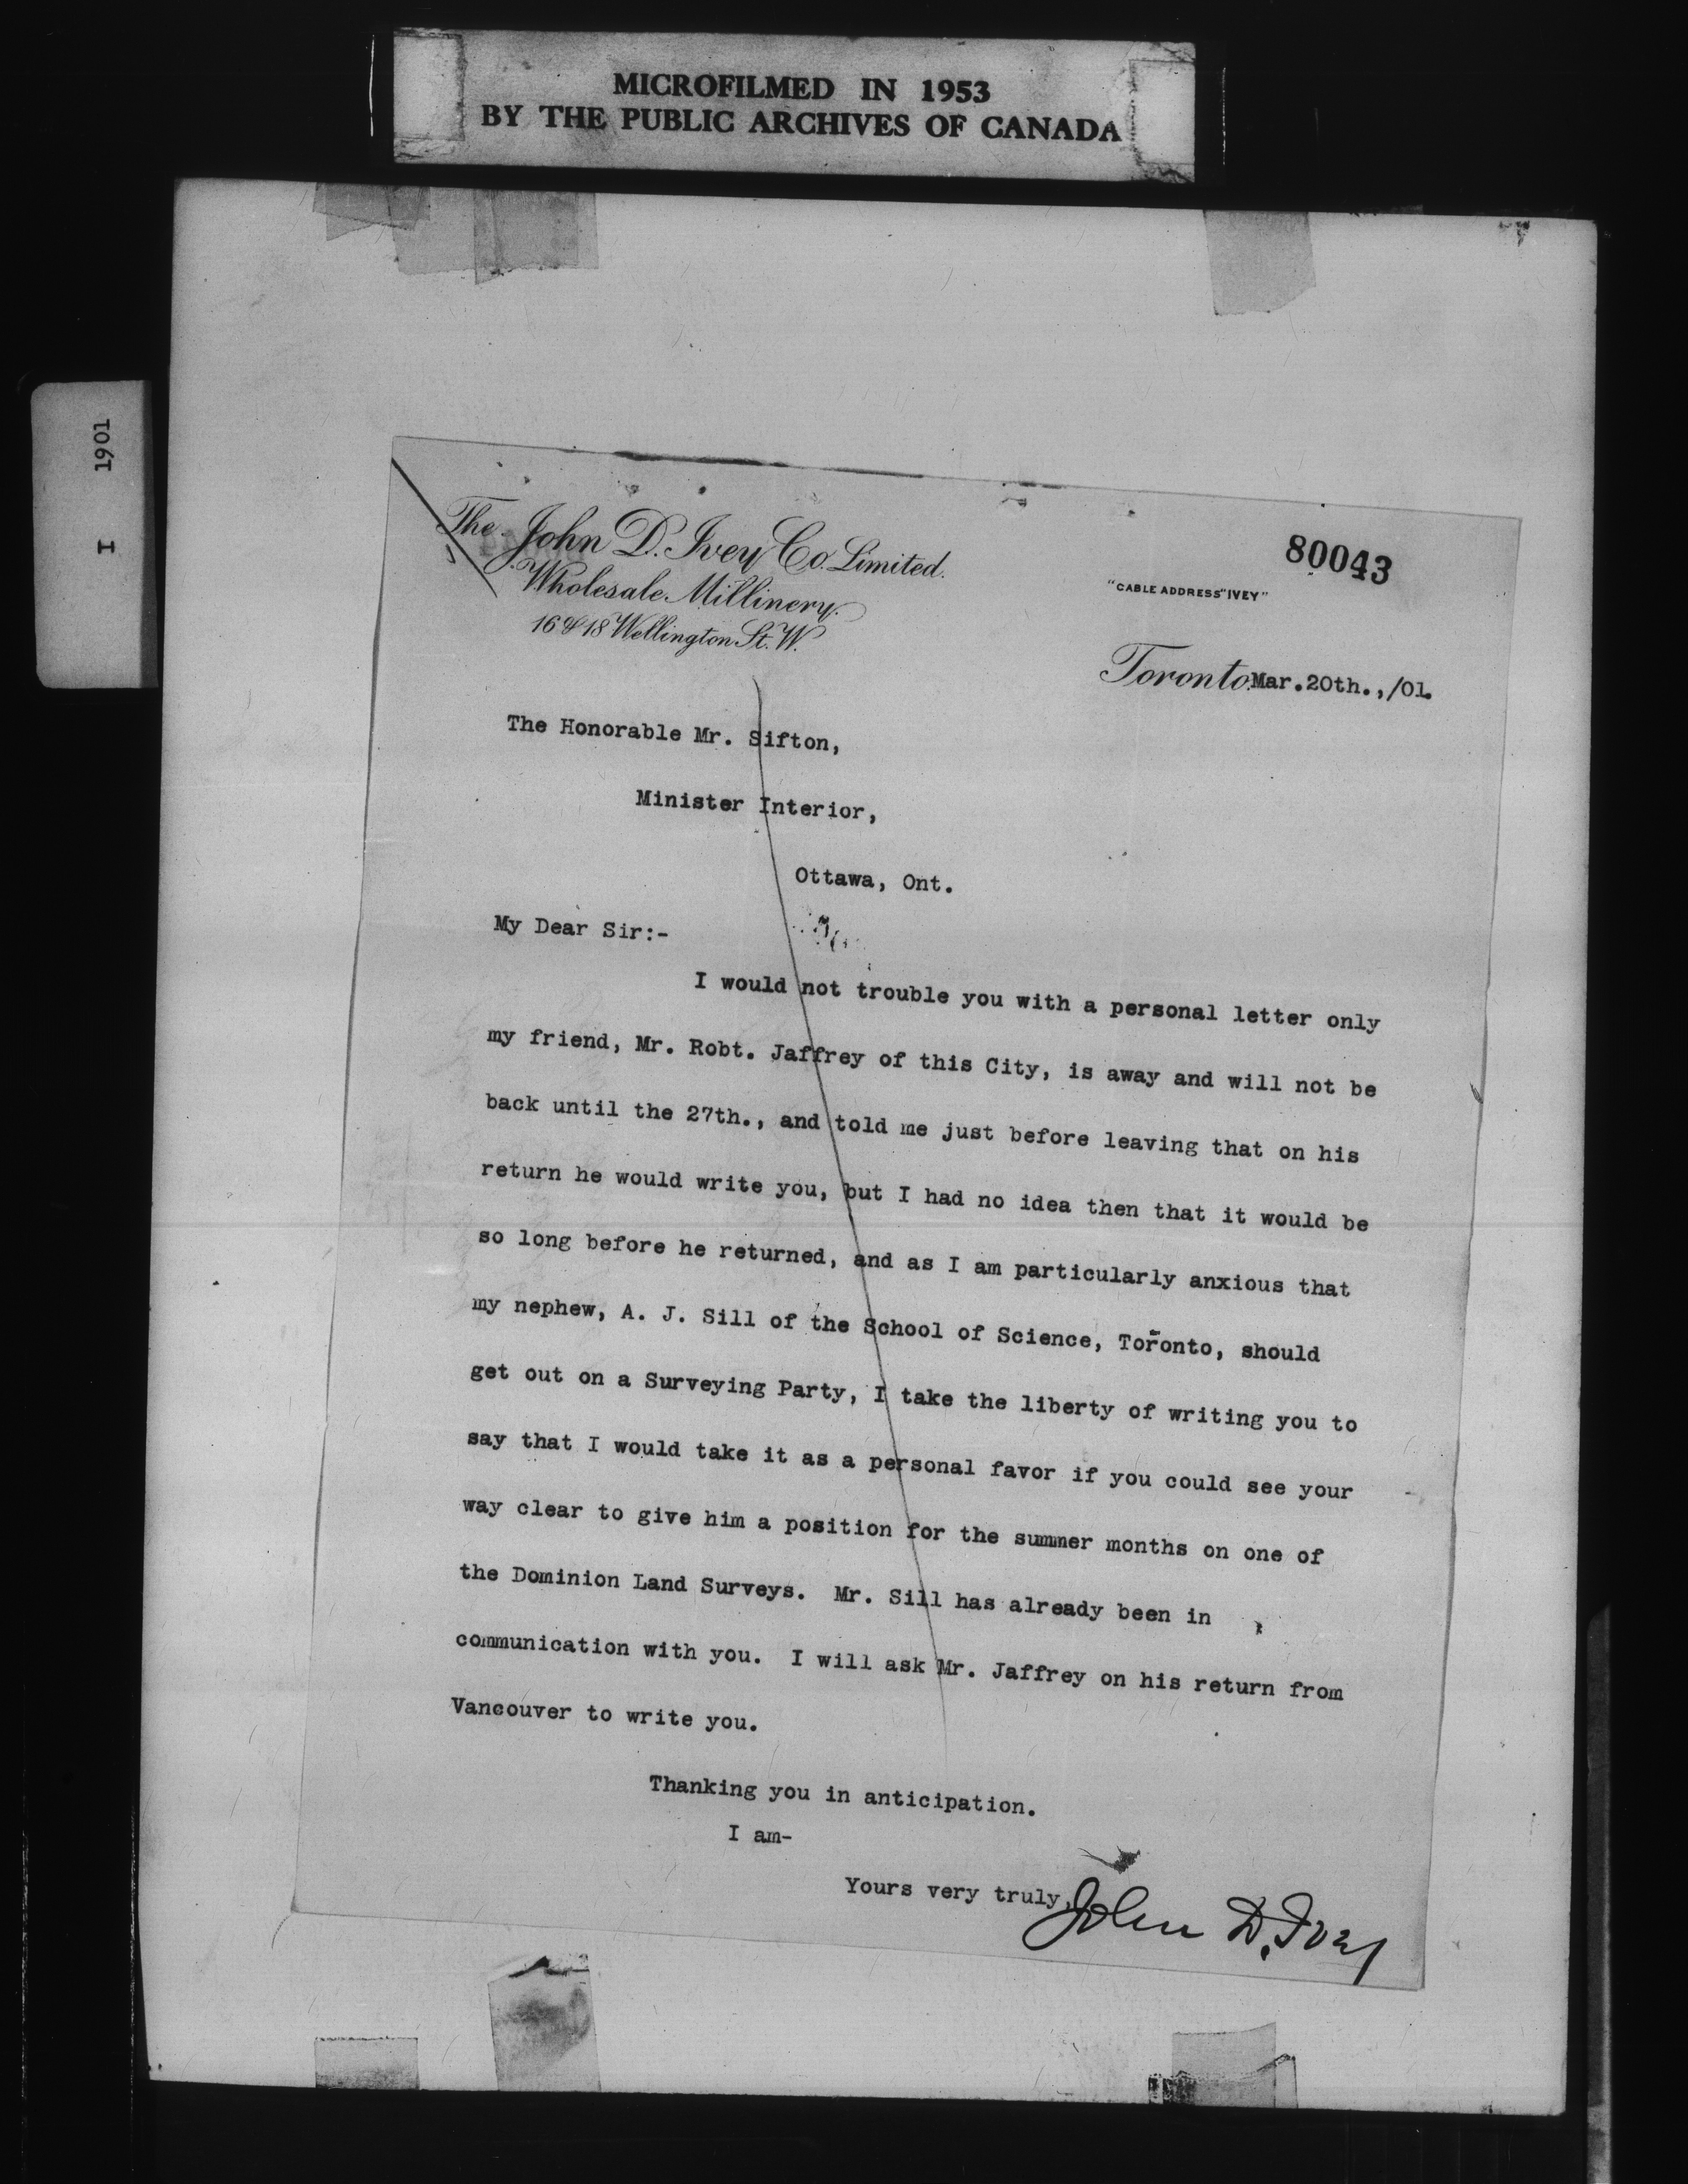 MICROFILMED IN 1953
BY THE PUBLIC ARCHIVES OF CANADA
I 1901
The John D. Ivey Co. Limited.
Wholesale Millinery.
16 & 18 Wellington St. W.
80043
"CABLE ADDRESS" IVEY"
Toronto Mar.20th.,/01.
The Honorable Mr. Sifton,
Minister Interior,
Ottawa, Ont.
My Dear Sir:-
I would not trouble you with a personal letter only
my friend, Mr. Robt. Jaffrey of this City, is away and will not be
back until the 27th., and told me just before leaving that on his
return he would write you, but I had no idea then that it would be
so long before he returned, and as I am particularly anxious that
my nephew, A. J. Sill of the School of Science, Toronto, should
get out on a Surveying Party, I take the liberty of writing you to
say that I would take it as a personal favor if you could see your
way clear to give him a position for the summer months on one of
the Dominion Land Surveys. Mr. Sill has already been in
communication with you. I will ask Mr. Jaffrey on his return from
Vancouver to write you.
Thanking you in anticipation.
I am-
Yours very truly,
John D. Ivey